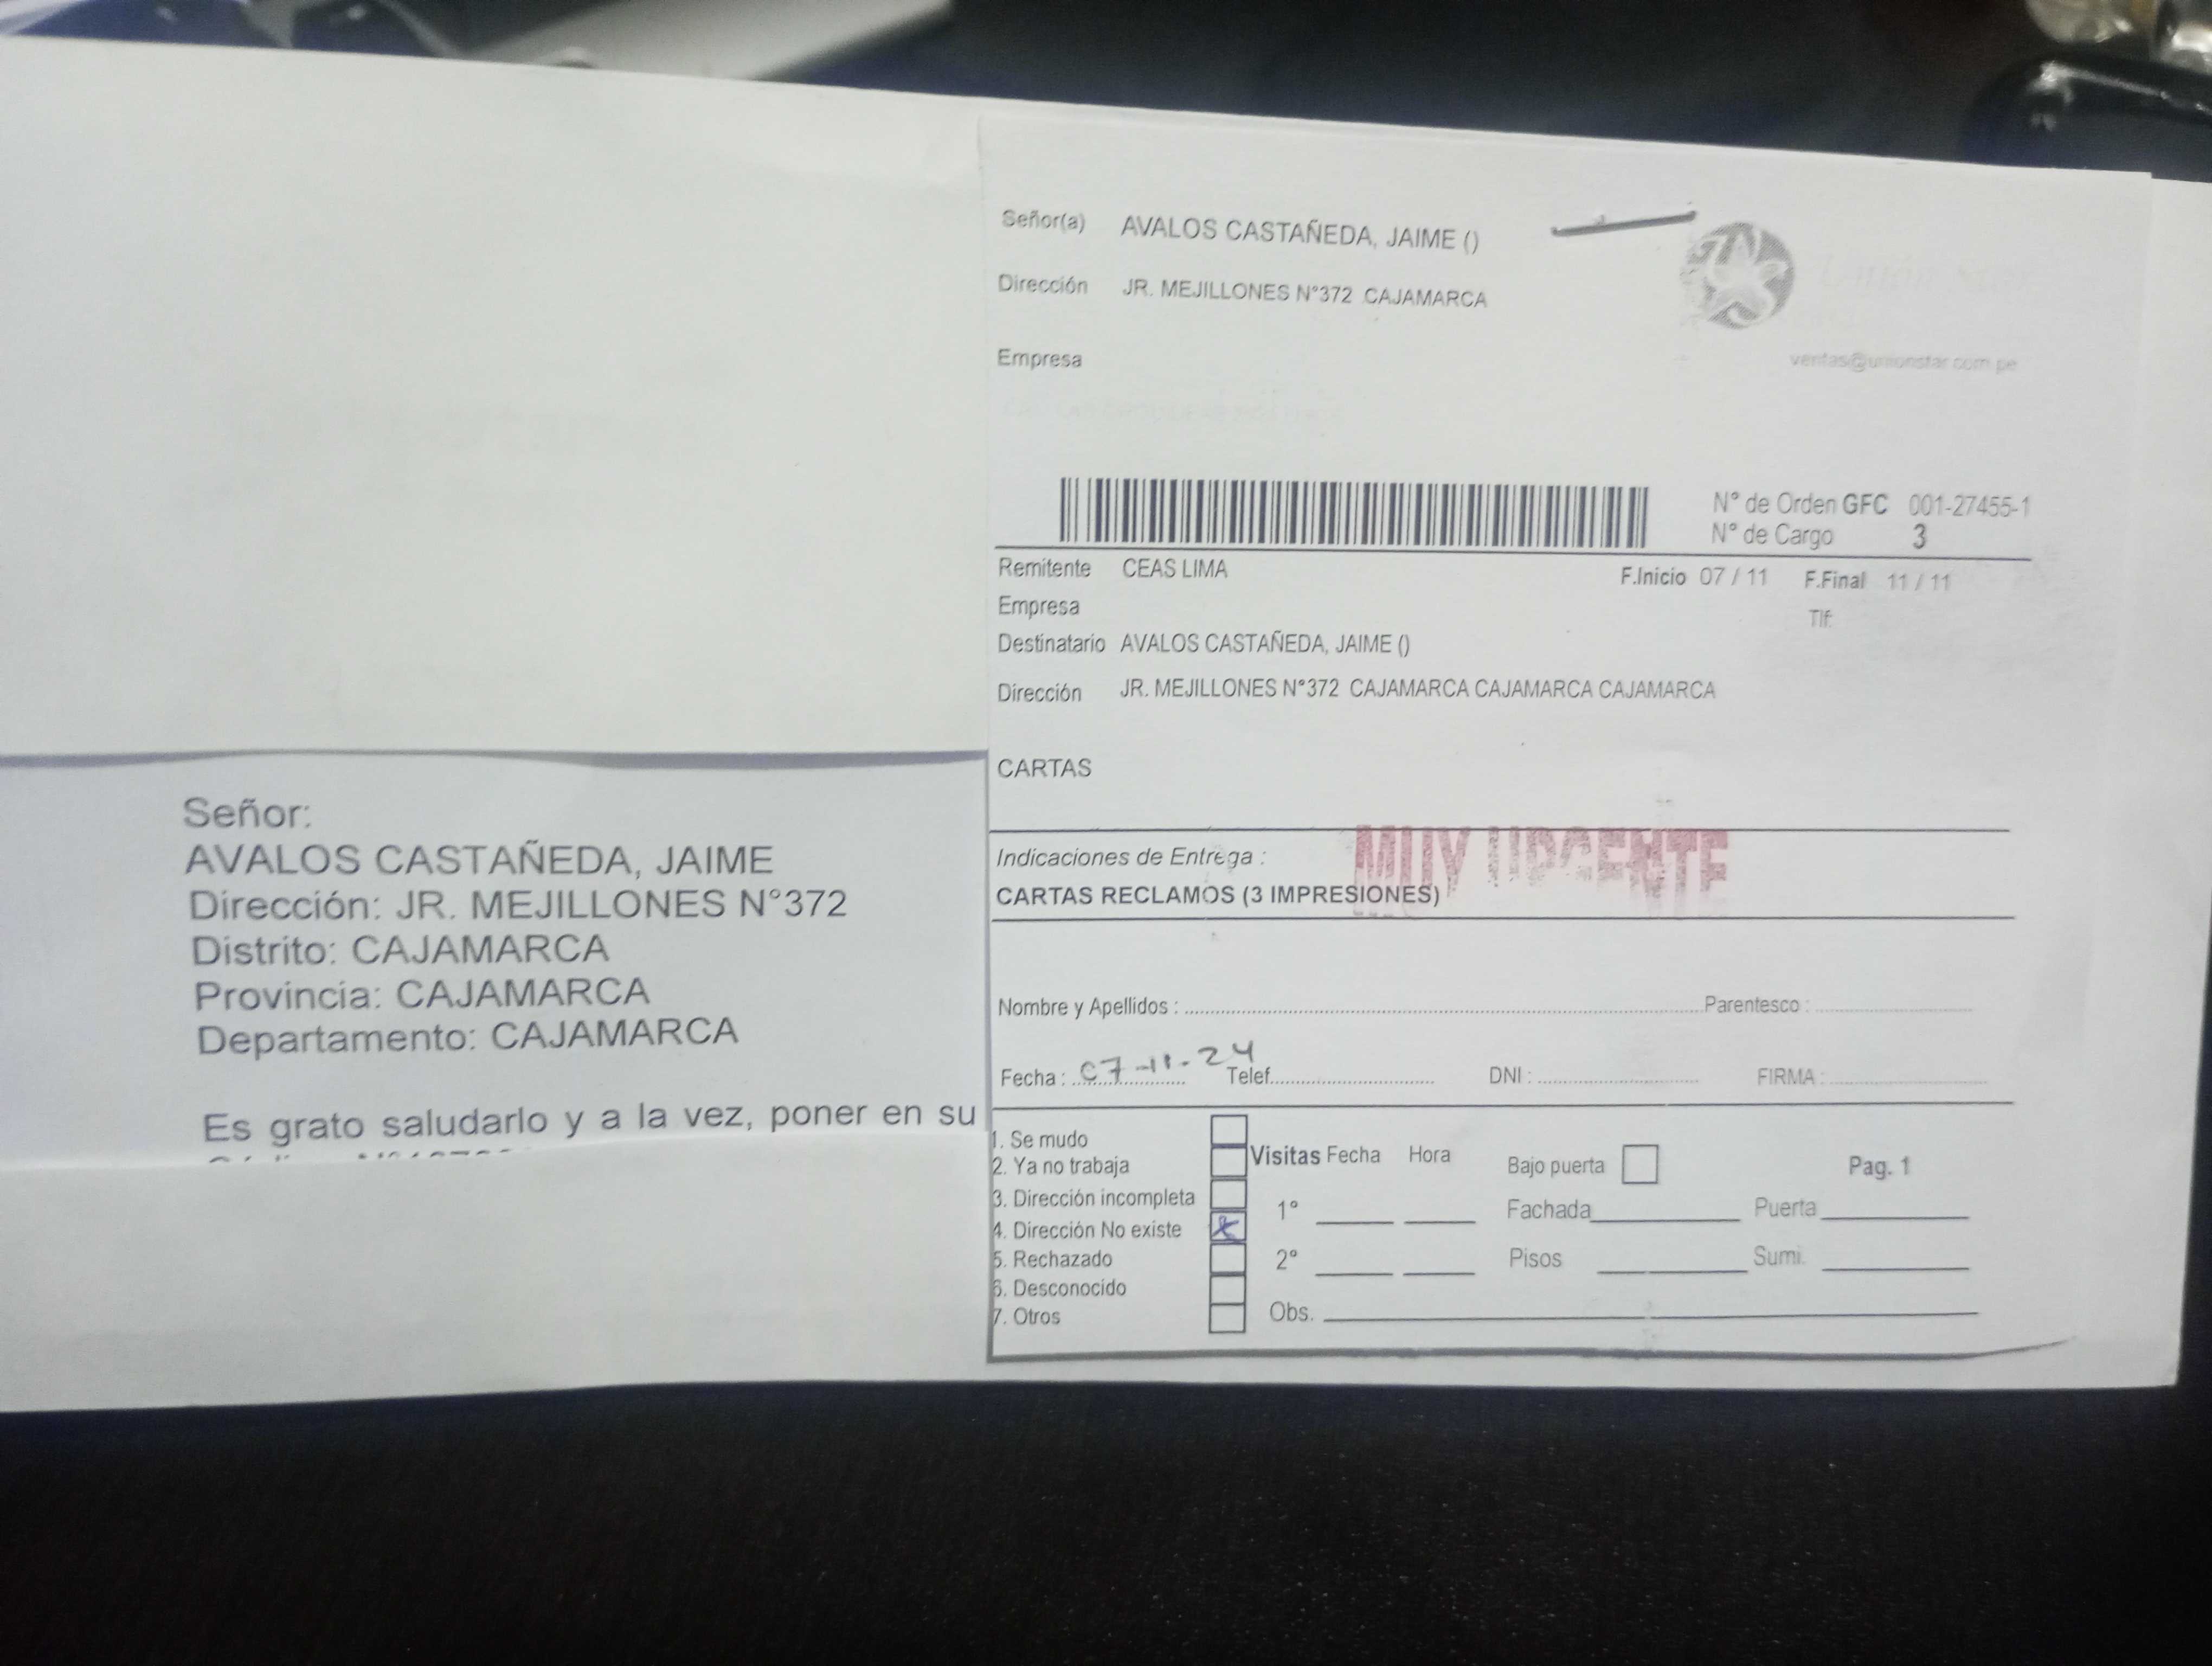 Señor(a) AVALOS CASTAÑEDA, JAIME ()
Dirección JR. MEJILLONES N°372 CAJAMARCA
Empresa
ventas@unionstar.com.pe
N° de Orden GFC 001-27455-1
N° de Cargo 3
Remitente CEAS LIMA F.Inicio 07 / 11 F.Final 11 / 11
Empresa Tlf:
Destinatario AVALOS CASTAÑEDA, JAIME ()
Dirección JR. MEJILLONES N°372 CAJAMARCA CAJAMARCA CAJAMARCA
CARTAS
MUY URGENTE
Indicaciones de Entrega :
CARTAS RECLAMOS (3 IMPRESIONES)
Nombre y Apellidos : Parentesco :
Fecha : 07-11-24 Telef. DNI : FIRMA :
1. Se mudo
2. Ya no trabaja
3. Dirección incompleta
4. Dirección No existe x
5. Rechazado
6. Desconocido
7. Otros
Visitas Fecha Hora Bajo puerta Pag. 1
1° Fachada Puerta
2° Pisos Sumi.
Obs.
Señor:
AVALOS CASTAÑEDA, JAIME
Dirección: JR. MEJILLONES N°372
Distrito: CAJAMARCA
Provincia: CAJAMARCA
Departamento: CAJAMARCA
Es grato saludarlo y a la vez, poner en su